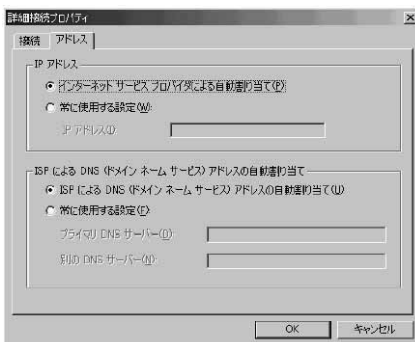 詳細接続プロパティ
接続 アドレス
IP アドレス
インターネット サービス プロバイダによる自動割り当て(P)
常に使用する設定(W):
IP アドレス(I):
ISP による DNS (ドメイン ネーム サービス) アドレスの自動割り当て
ISP による DNS (ドメイン ネーム サービス) アドレスの自動割り当て(U)
常に使用する設定(F):
プライマリ DNS サーバー(D):
別の DNS サーバー(N):
OK キャンセル